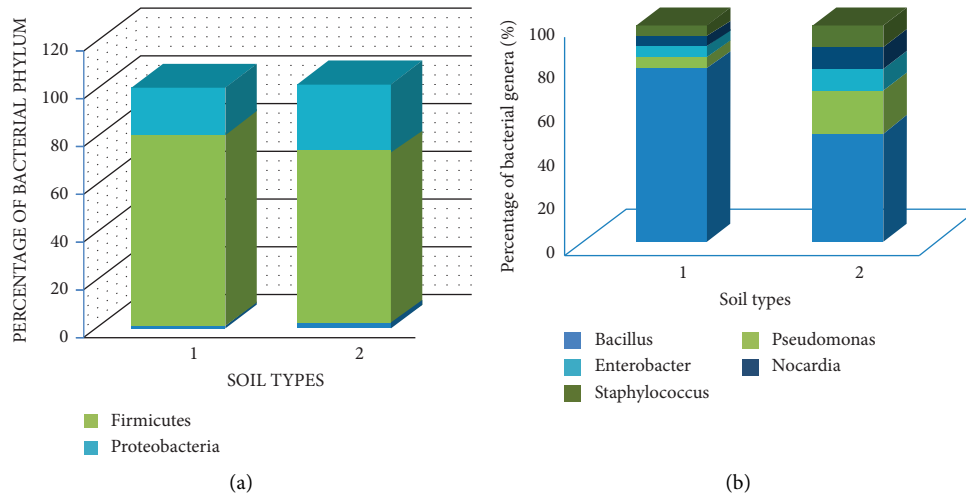 PERCENTAGE OF BACTERIAL PHYLUM
120
100
80
60
40
20
0
1
2
SOIL TYPES
Firmicutes
Proteobacteria
(a)
Percentage of bacterial genera (%)
100
80
60
40
20
0
1
2
Soil types
Bacillus
Pseudomonas
Enterobacter
Nocardia
Staphylococcus
(b)